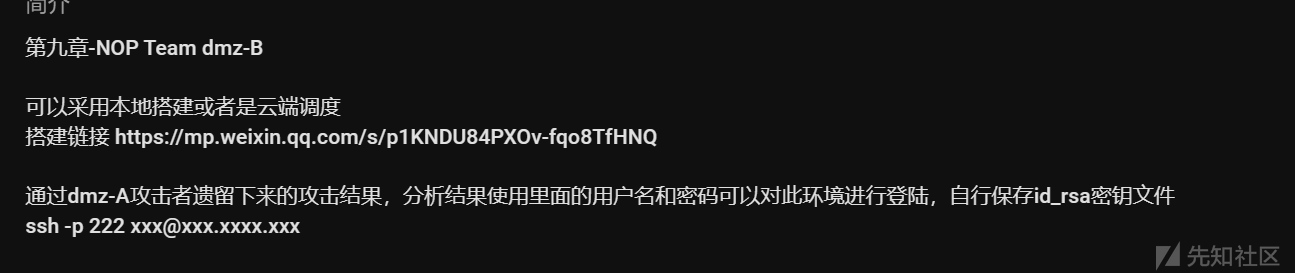 简介
第九章-NOP Team dmz-B
可以采用本地搭建或者是云端调度
搭建链接 https://mp.weixin.qq.com/s/p1KNDU84PXOv-fqo8TfHNQ
通过dmz-A攻击者遗留下来的攻击结果，分析结果使用里面的用户名和密码可以对此环境进行登陆，自行保存id_rsa密钥文件
ssh -p 222 xxx@xxx.xxxx.xxx
先知社区